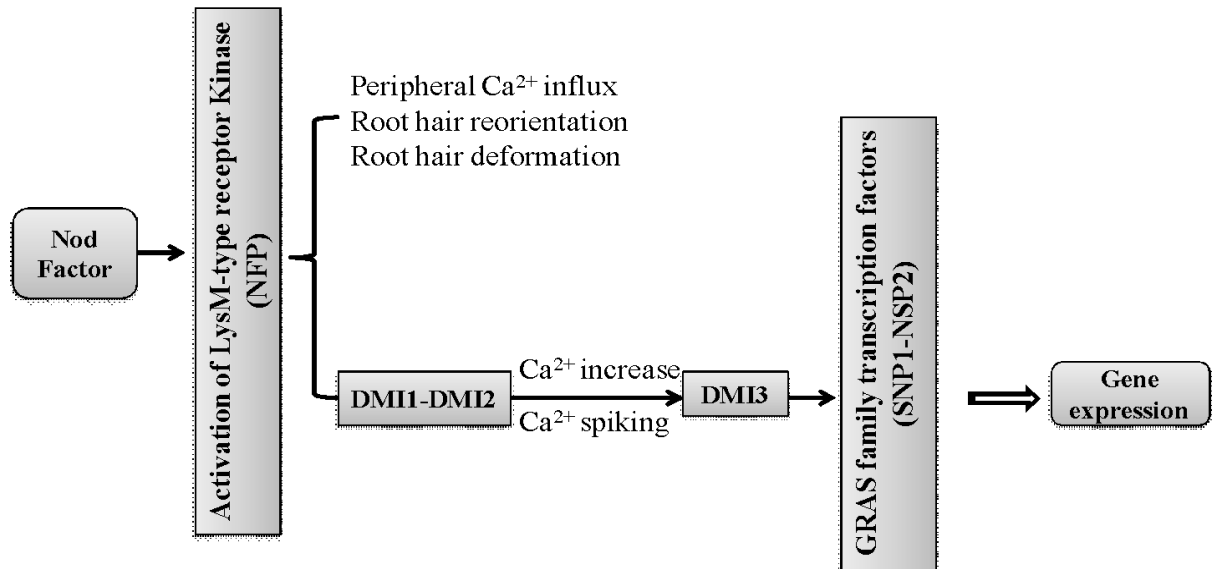 Nod
Factor
Activation of LysM-type receptor Kinase
(NFP)
Peripheral Ca²⁺ influx
Root hair reorientation
Root hair deformation
DMI1-DMI2
Ca²⁺ increase
Ca²⁺ spiking
DMI3
GRAS family transcription factors
(SNP1-NSP2)
Gene
expression